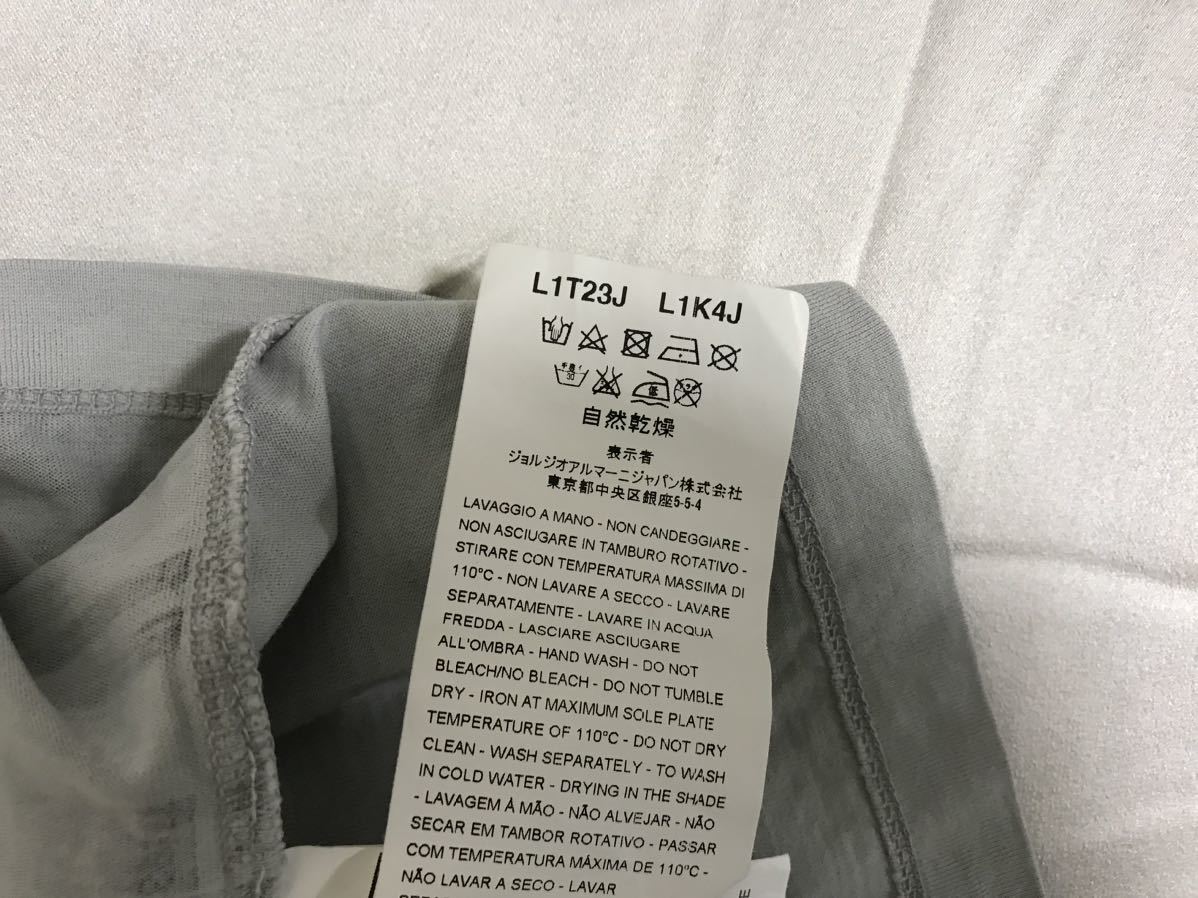 L1T23J L1K4J
手洗イ
30
低
自然乾燥
表示者
ジョルジオアルマーニジャパン株式会社
東京都中央区銀座5-5-4
LAVAGGIO A MANO - NON CANDEGGIARE -
NON ASCIUGARE IN TAMBURO ROTATIVO -
STIRARE CON TEMPERATURA MASSIMA DI
110°C - NON LAVARE A SECCO - LAVARE
SEPARATAMENTE - LAVARE IN ACQUA
FREDDA - LASCIARE ASCIUGARE
ALL'OMBRA - HAND WASH - DO NOT
BLEACH/NO BLEACH - DO NOT TUMBLE
DRY - IRON AT MAXIMUM SOLE PLATE
TEMPERATURE OF 110°C - DO NOT DRY
CLEAN - WASH SEPARATELY - TO WASH
IN COLD WATER - DRYING IN THE SHADE
- LAVAGEM À MÃO - NÃO ALVEJAR - NÃO
SECAR EM TAMBOR ROTATIVO - PASSAR
COM TEMPERATURA MÁXIMA DE 110°C -
NÃO LAVAR A SECO - LAVAR